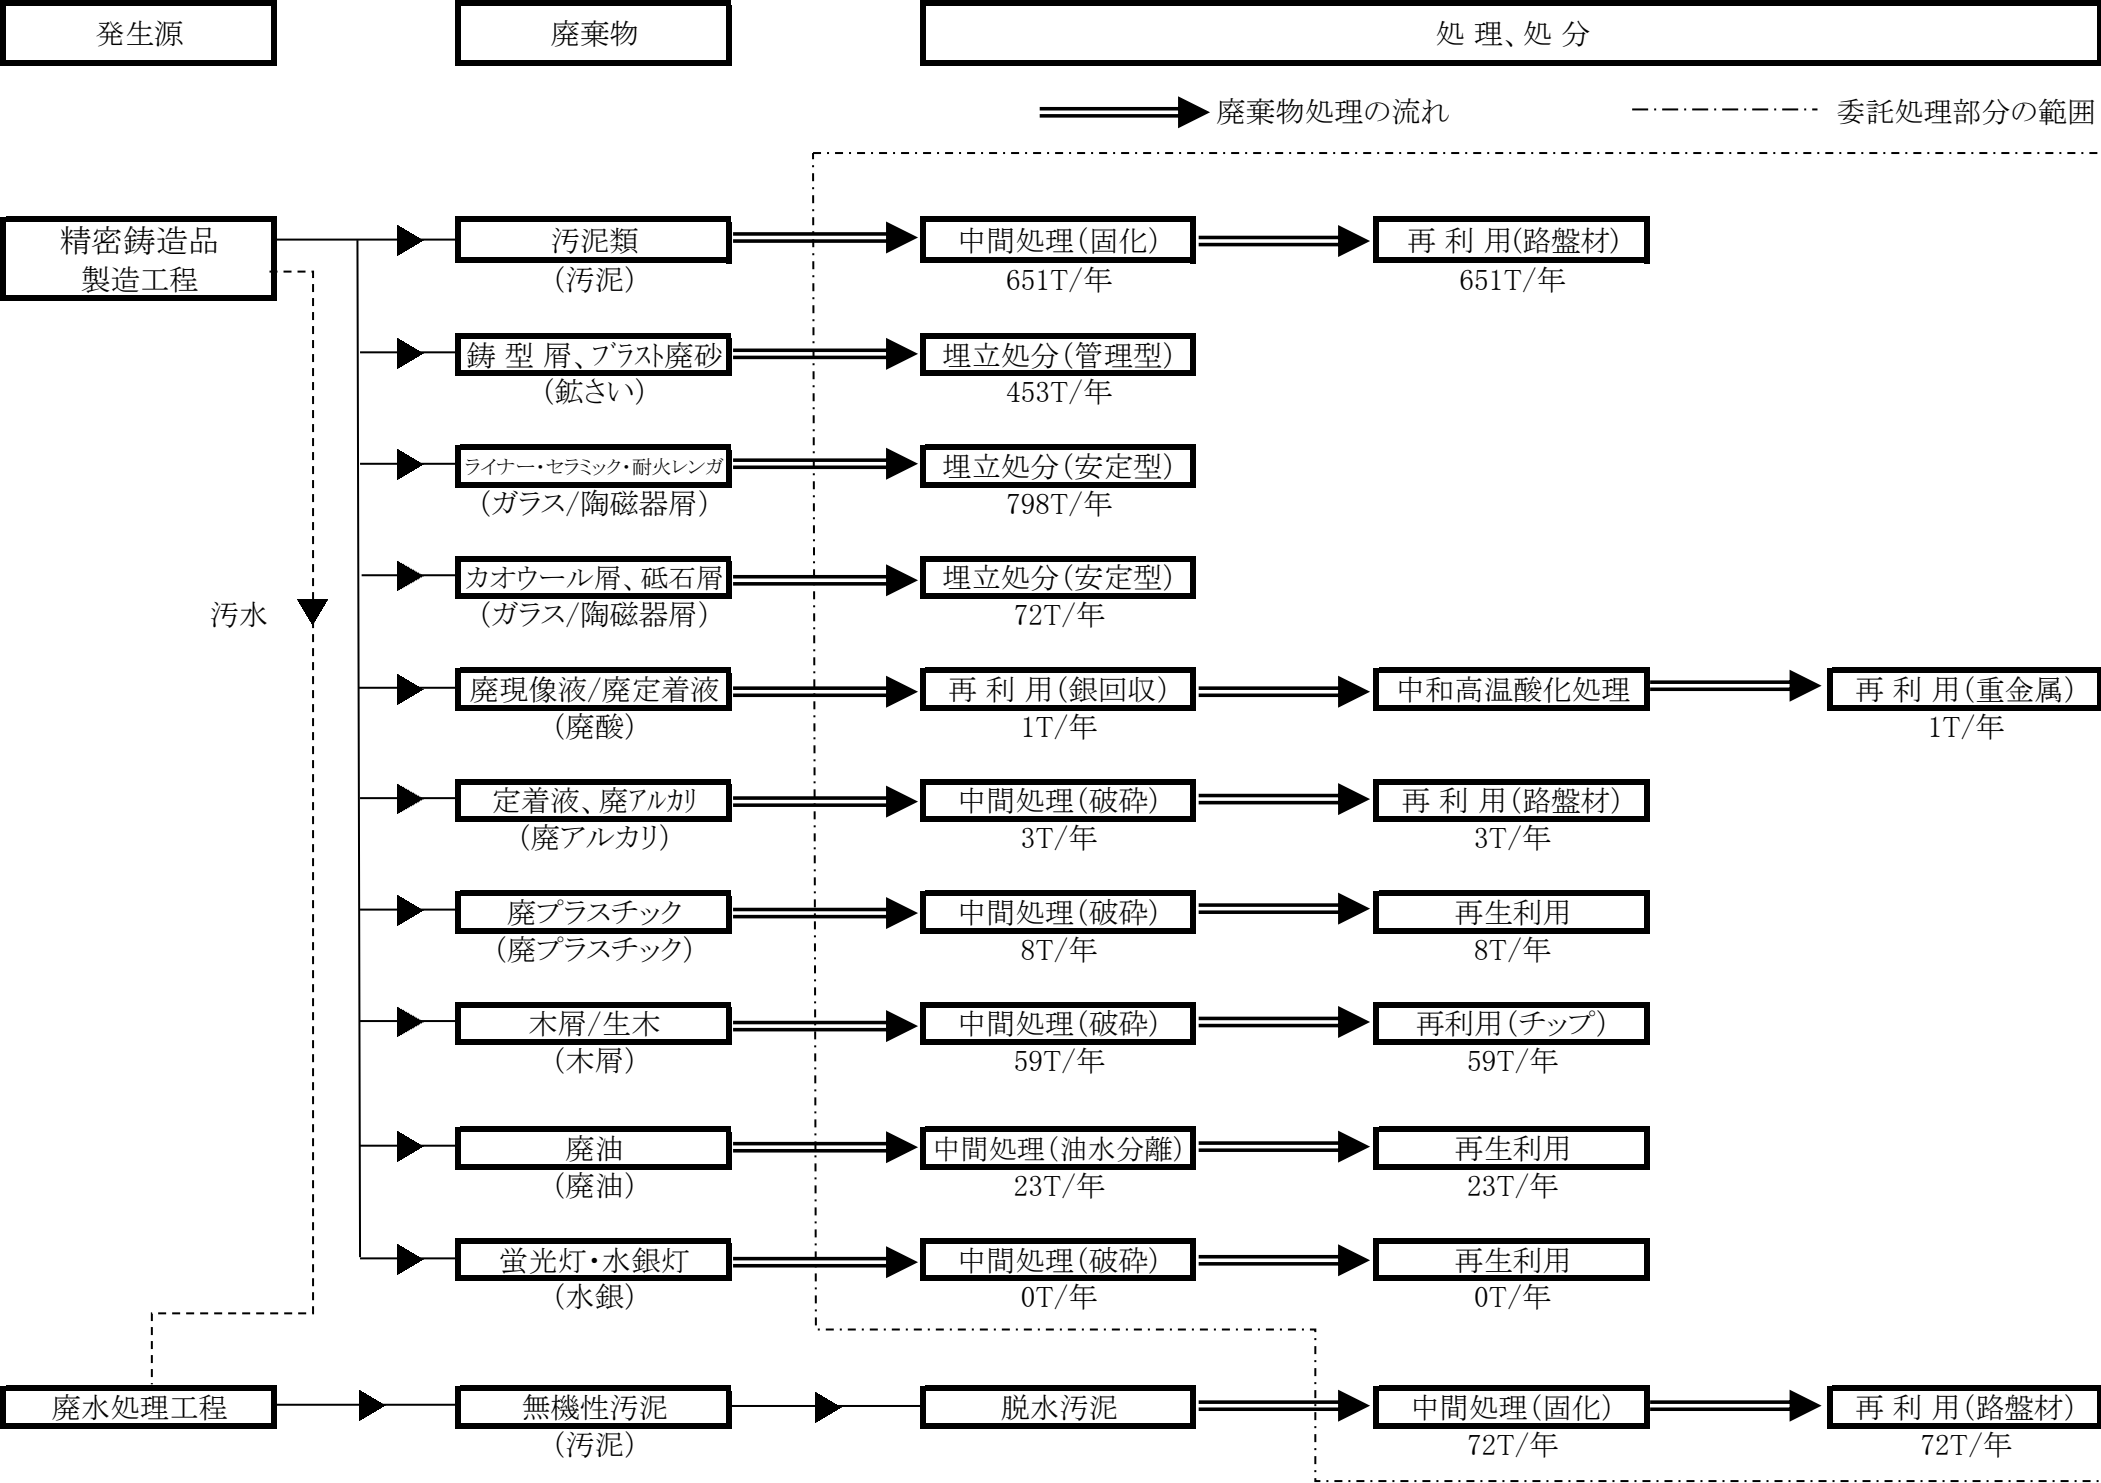 発生源
廃棄物
処 理、処 分
廃棄物処理の流れ
委託処理部分の範囲
精密鋳造品
製造工程
汚泥類
(汚泥)
中間処理(固化)
651T/年
再 利 用(路盤材)
651T/年
鋳 型 屑、ブラスト廃砂
(鉱さい)
埋立処分(管理型)
453T/年
ライナー・セラミック・耐火レンガ
(ガラス/陶磁器屑)
埋立処分(安定型)
798T/年
カオウール屑、砥石屑
(ガラス/陶磁器屑)
埋立処分(安定型)
72T/年
汚水
廃現像液/廃定着液
(廃酸)
再 利 用(銀回収)
1T/年
中和高温酸化処理
再 利 用(重金属)
1T/年
定着液、廃アルカリ
(廃アルカリ)
中間処理(破砕)
3T/年
再 利 用(路盤材)
3T/年
廃プラスチック
(廃プラスチック)
中間処理(破砕)
8T/年
再生利用
8T/年
木屑/生木
(木屑)
中間処理(破砕)
59T/年
再利用(チップ)
59T/年
廃油
(廃油)
中間処理(油水分離)
23T/年
再生利用
23T/年
蛍光灯・水銀灯
(水銀)
中間処理(破砕)
0T/年
再生利用
0T/年
廃水処理工程
無機性汚泥
(汚泥)
脱水汚泥
中間処理(固化)
72T/年
再 利 用(路盤材)
72T/年